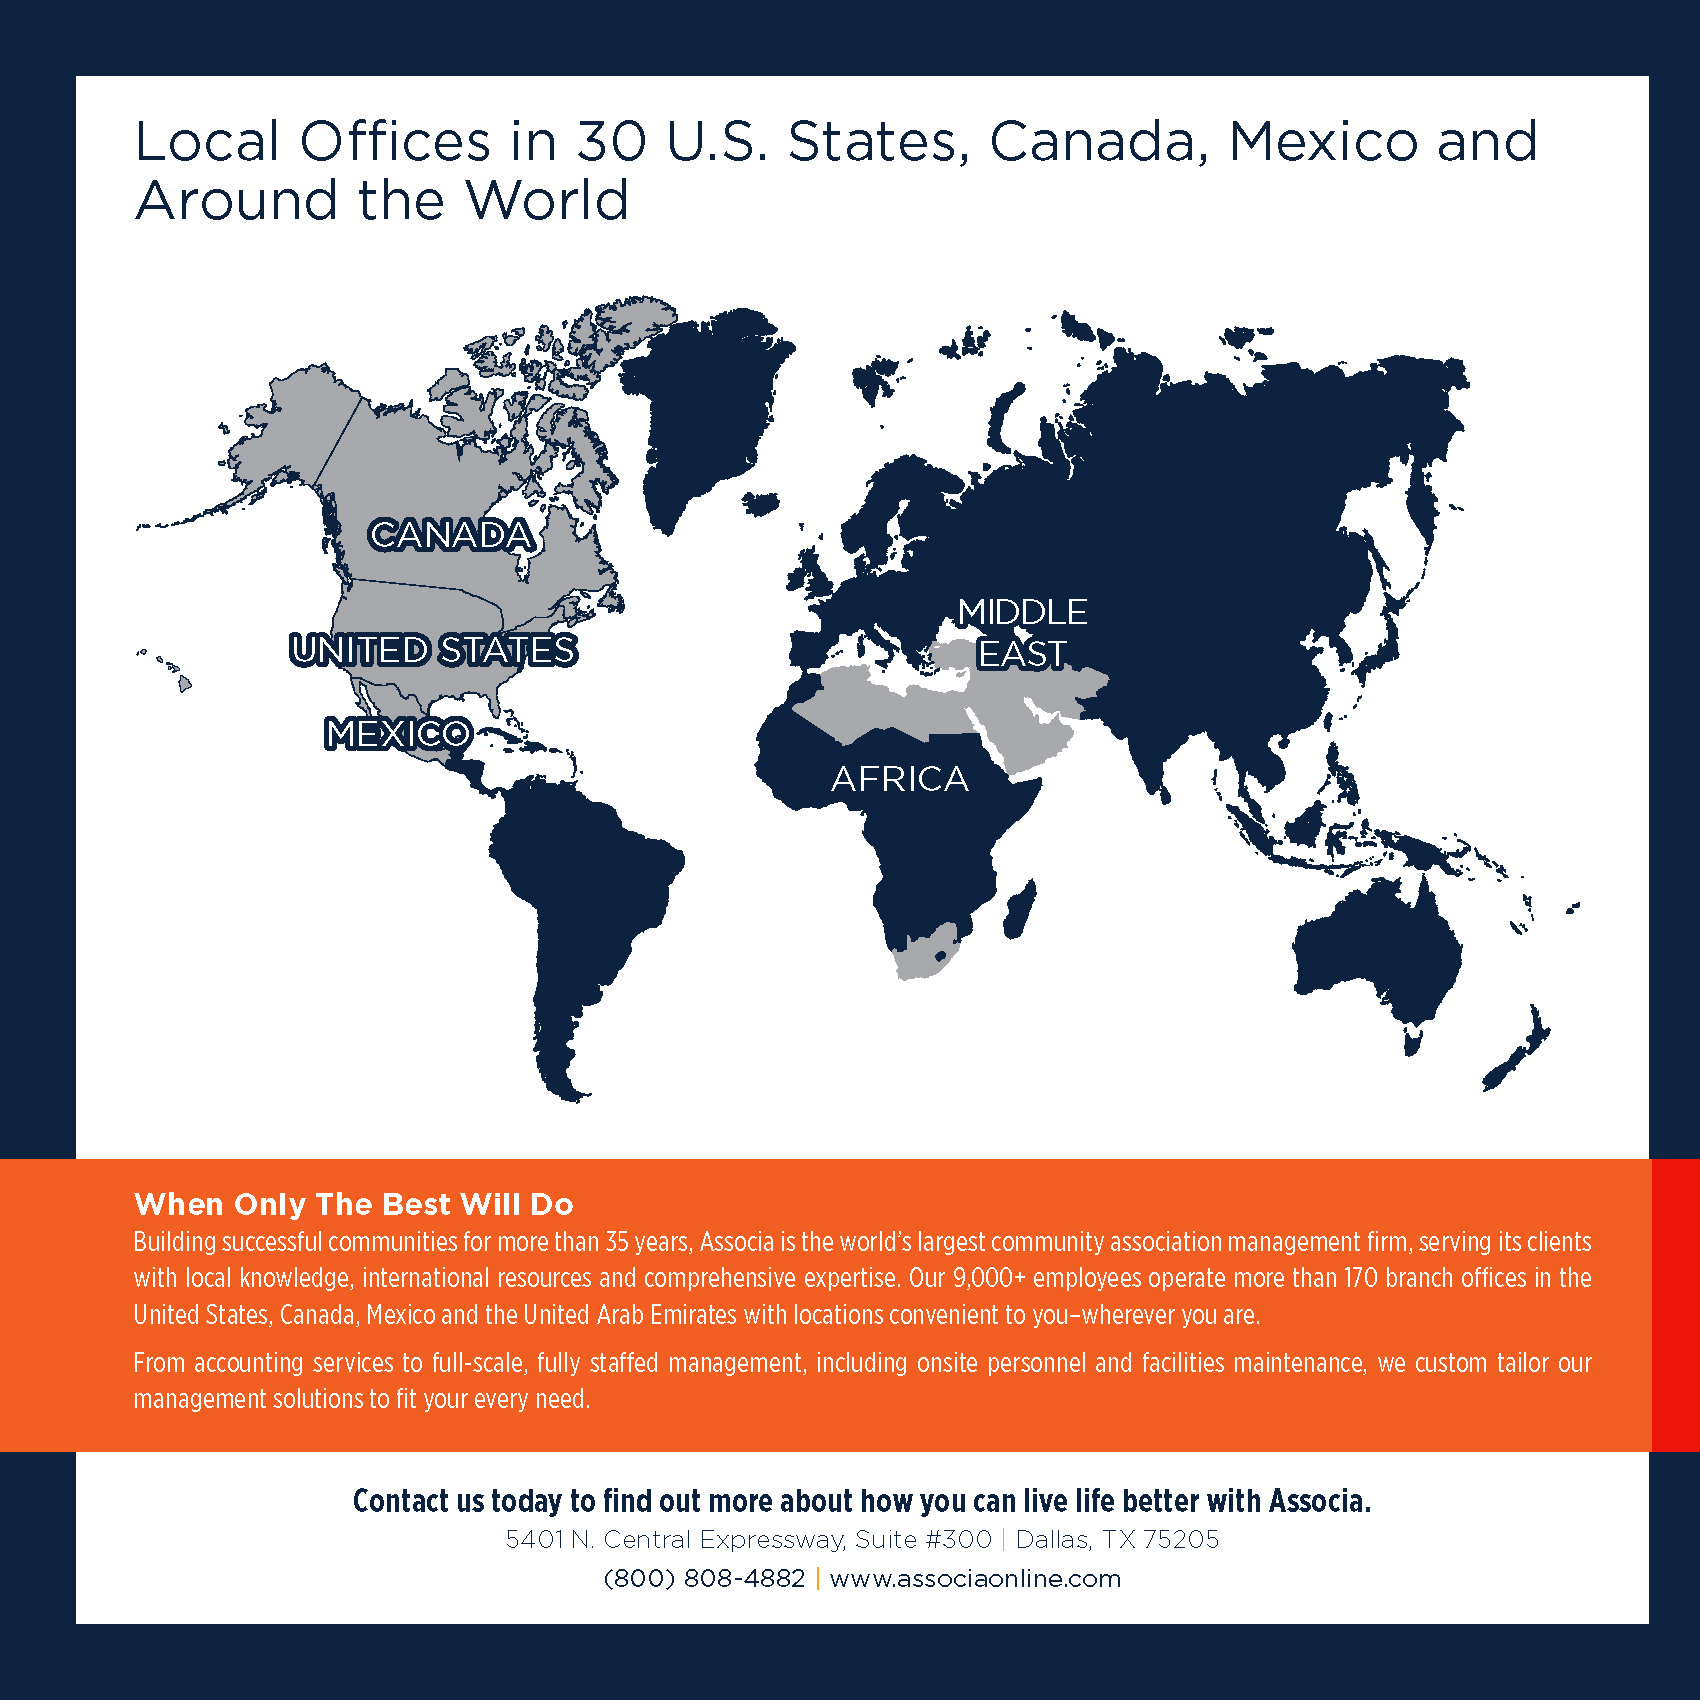 Local Offices in 30 U.S. States, Canada, Mexico and
Around the World
CANADA
UNITED STATES
MEXICO
MIDDLE
EAST
AFRICA
When Only The Best Will Do
Building successful communities for more than 35 years, Associa is the world’s largest community association management firm, serving its clients
with local knowledge, international resources and comprehensive expertise. Our 9,000+ employees operate more than 170 branch offices in the
United States, Canada, Mexico and the United Arab Emirates with locations convenient to you–wherever you are.
From accounting services to full-scale, fully staffed management, including onsite personnel and facilities maintenance, we custom tailor our
management solutions to fit your every need.
Contact us today to find out more about how you can live life better with Associa.
5401 N. Central Expressway, Suite #300 | Dallas, TX 75205
(800) 808-4882 | www.associaonline.com